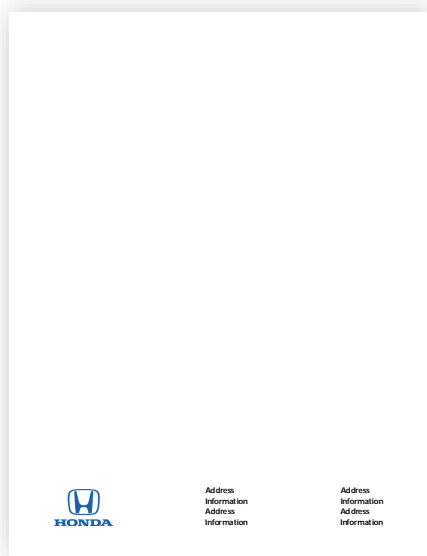 HONDA
Address
Information
Address
Information
Address
Information
Address
Information